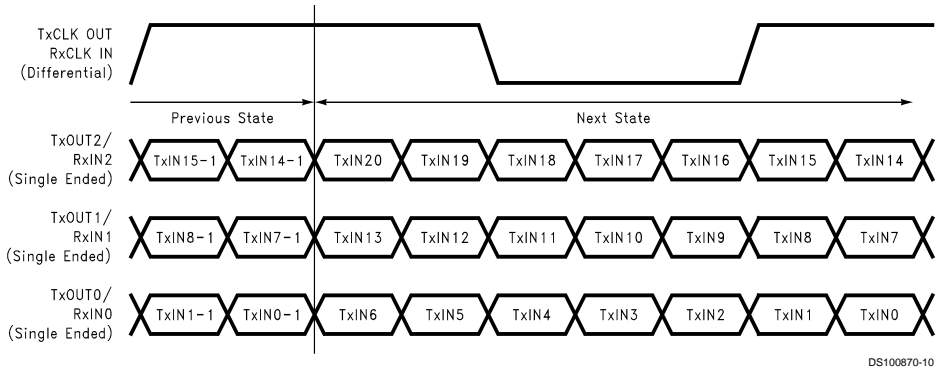 TxCLK OUT
RxCLK IN
(Differential)
Previous State
Next State
TxOUT2/
RxIN2
(Single Ended)
TxIN15-1 TxIN14-1 TxIN20 TxIN19 TxIN18 TxIN17 TxIN16 TxIN15 TxIN14
TxOUT1/
RxIN1
(Single Ended)
TxIN8-1 TxIN7-1 TxIN13 TxIN12 TxIN11 TxIN10 TxIN9 TxIN8 TxIN7
TxOUT0/
RxIN0
(Single Ended)
TxIN1-1 TxIN0-1 TxIN6 TxIN5 TxIN4 TxIN3 TxIN2 TxIN1 TxIN0
DS100870-10